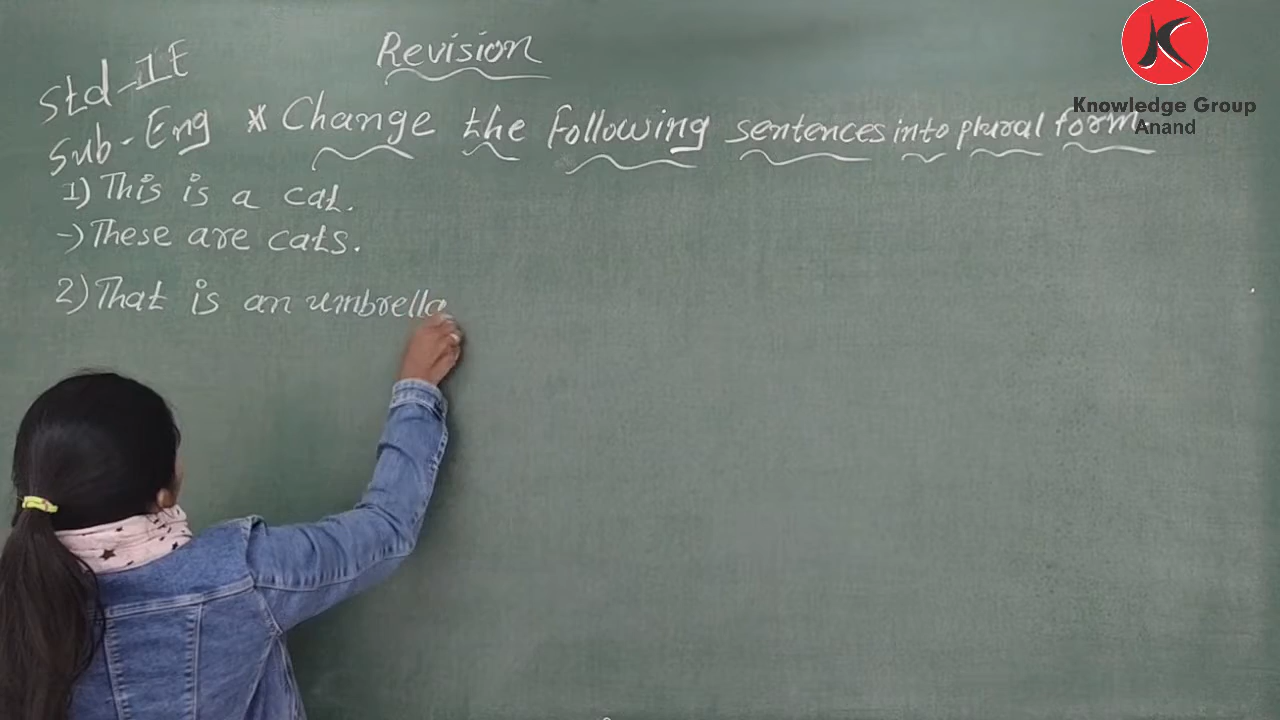 Revision
Std-IE
Sub-Eng * Change the following sentences into plural form.
1) This is a cat.
→) These are cats.
2) That is an umbrella
Knowledge Group
Anand